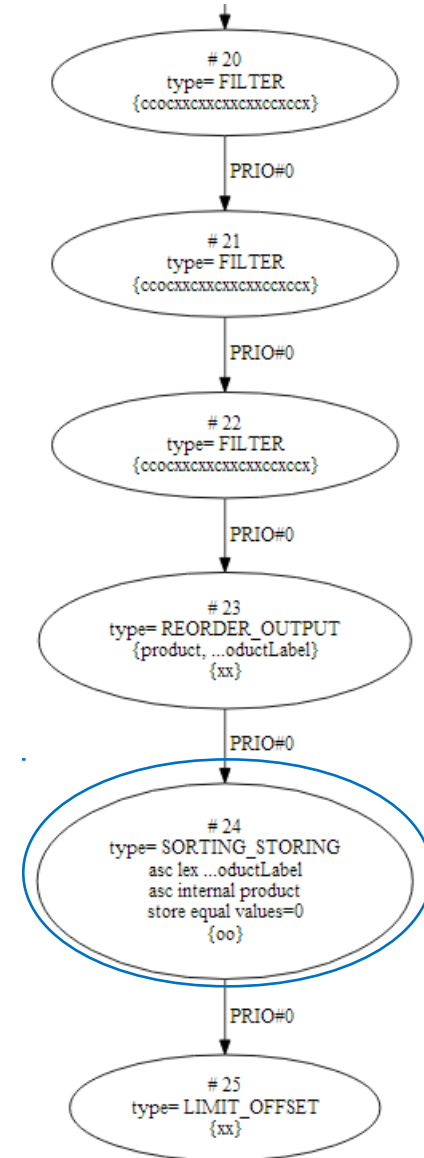 # 20
type= FILTER
{ccocxxcxxcxxcxxccxccx}
PRIO#0
# 21
type= FILTER
{ccocxxcxxcxxcxxccxccx}
PRIO#0
# 22
type= FILTER
{ccocxxcxxcxxcxxccxccx}
PRIO#0
# 23
type= REORDER_OUTPUT
{product, ...oductLabel}
{xx}
PRIO#0
# 24
type= SORTING_STORING
asc lex ...oductLabel
asc internal product
store equal values=0
{oo}
PRIO#0
# 25
type= LIMIT_OFFSET
{xx}